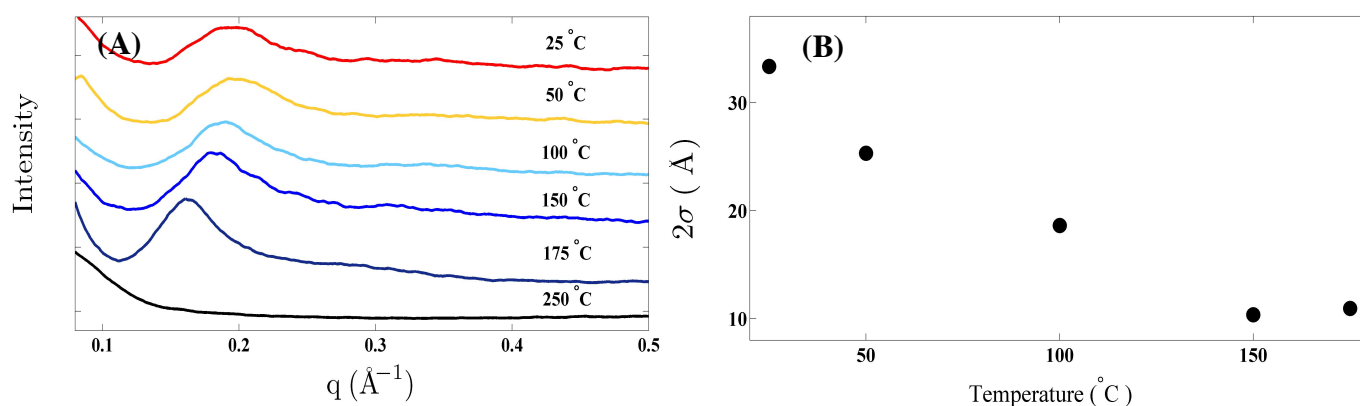 (A)
25 °C
50 °C
100 °C
150 °C
175 °C
250 °C
Intensity
0.1 0.2 0.3 0.4 0.5
q (Å⁻¹)
(B)
30
20
10
2σ ( Å)
50 100 150
Temperature (°C)